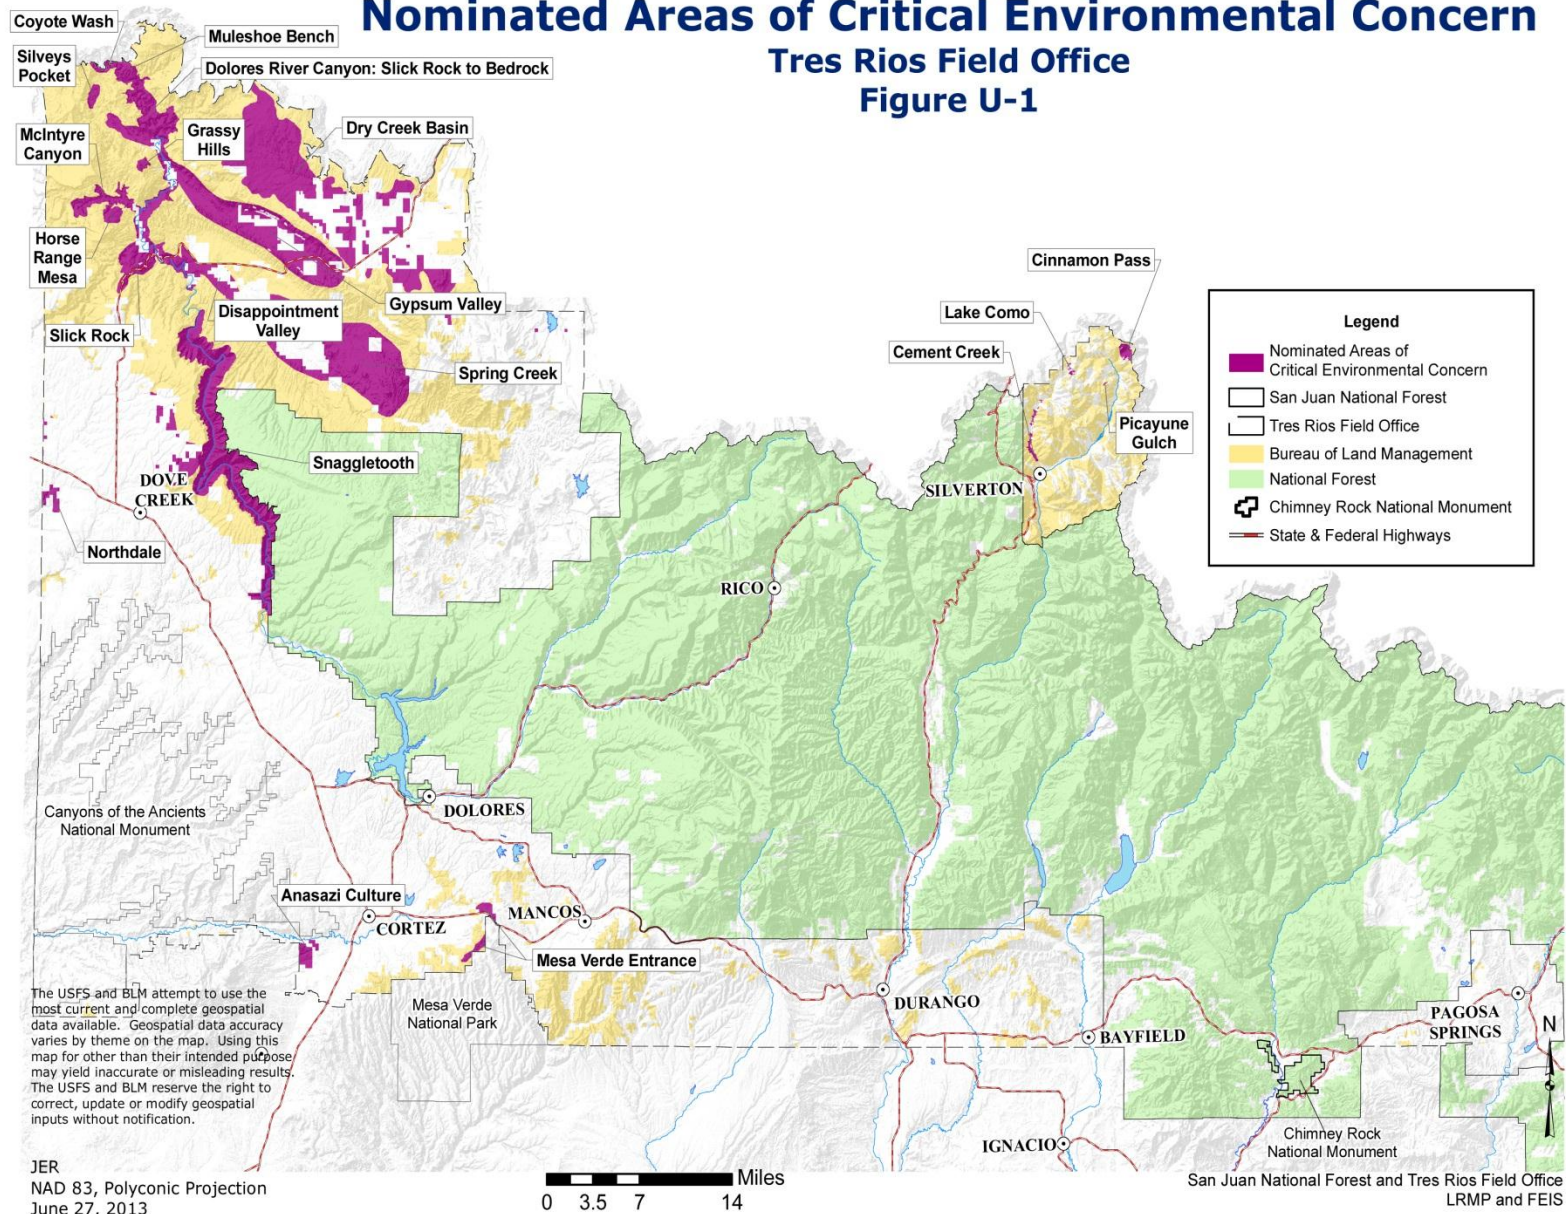 Nominated Areas of Critical Environmental Concern
Tres Rios Field Office
Figure U-1
Coyote Wash
Muleshoe Bench
Silveys
Pocket
Dolores River Canyon: Slick Rock to Bedrock
McIntyre
Canyon
Grassy
Hills
Dry Creek Basin
Horse
Range
Mesa
Slick Rock
Disappointment
Valley
Gypsum Valley
Spring Creek
Snaggletooth
DOVE
CREEK
Northdale
Cinnamon Pass
Lake Como
Cement Creek
Picayune
Gulch
SILVERTON
Legend
Nominated Areas of
Critical Environmental Concern
San Juan National Forest
Tres Rios Field Office
Bureau of Land Management
National Forest
Chimney Rock National Monument
State & Federal Highways
RICO
Canyons of the Ancients
National Monument
DOLORES
Anasazi Culture
CORTEZ
MANCOS
Mesa Verde Entrance
Mesa Verde
National Park
DURANGO
BAYFIELD
PAGOSA
SPRINGS
N
IGNACIO
Chimney Rock
National Monument
The USFS and BLM attempt to use the
most current and complete geospatial
data available. Geospatial data accuracy
varies by theme on the map. Using this
map for other than their intended purpose
may yield inaccurate or misleading results.
The USFS and BLM reserve the right to
correct, update or modify geospatial
inputs without notification.
JER
NAD 83, Polyconic Projection
June 27, 2013
Miles
0 3.5 7 14
San Juan National Forest and Tres Rios Field Office
LRMP and FEIS